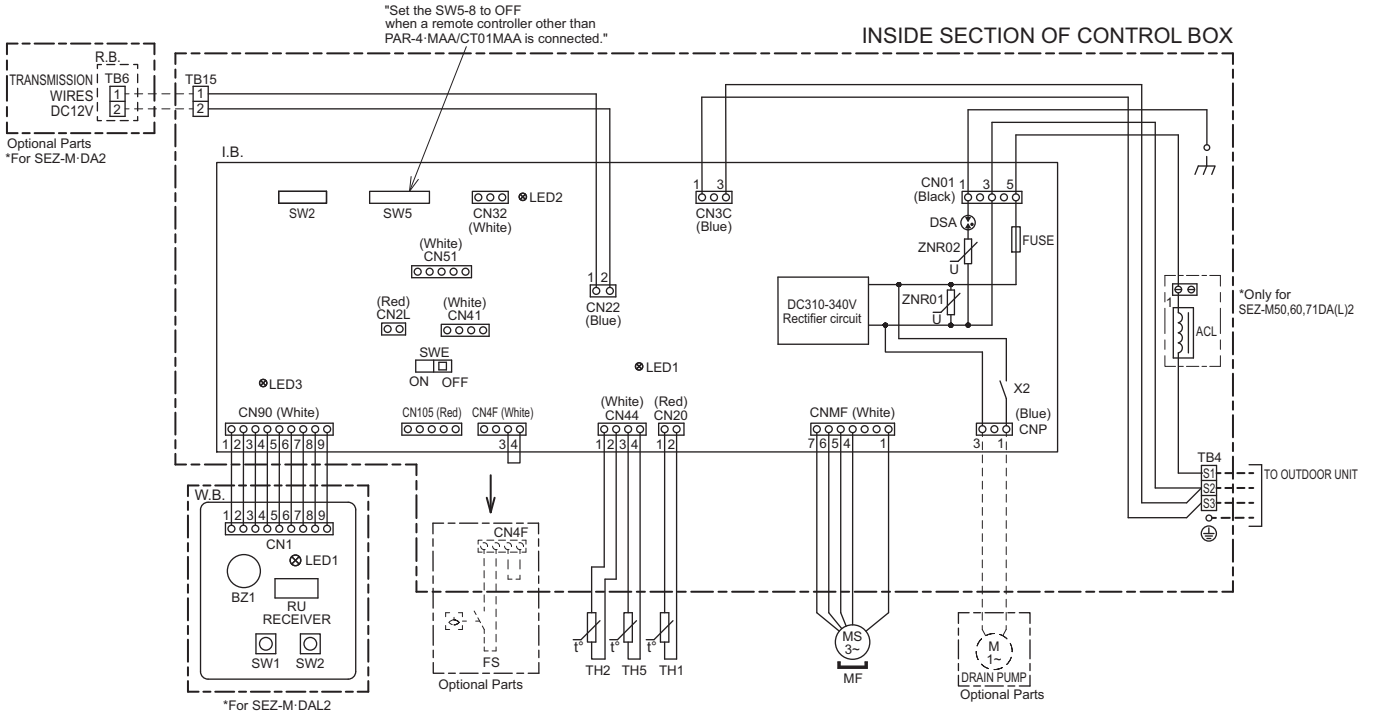 "Set the SW5-8 to OFF
when a remote controller other than
PAR-4·MAA/CT01MAA is connected."
INSIDE SECTION OF CONTROL BOX
R.B.
TRANSMISSION
WIRES
DC12V
TB6
1
2
TB15
1
2
Optional Parts
*For SEZ-M·DA2
I.B.
SW2
SW5
CN32
(White)
LED2
(White)
CN51
(Red)
CN2L
(White)
CN41
SWE
ON OFF
1 2
CN22
(Blue)
1 3
CN3C
(Blue)
CN01
(Black)
1 3 5
DSA
ZNR02
U
FUSE
DC310-340V
Rectifier circuit
ZNR01
U
1
ACL
*Only for
SEZ-M50,60,71DA(L)2
LED1
X2
LED3
CN90 (White)
1 2 3 4 5 6 7 8 9
CN105 (Red)
CN4F (White)
3 4
(White)
CN44
1 2 3 4
(Red)
CN20
1 2
CNMF (White)
7 6 5 4 1
(Blue)
CNP
3 1
TB4
S1
S2
S3
TO OUTDOOR UNIT
W.B.
1 2 3 4 5 6 7 8 9
CN1
LED1
BZ1
RU
RECEIVER
SW1
SW2
*For SEZ-M·DAL2
CN4F
FS
Optional Parts
t°
TH2
t°
TH5
t°
TH1
MS
3~
MF
M
1~
DRAIN PUMP
Optional Parts